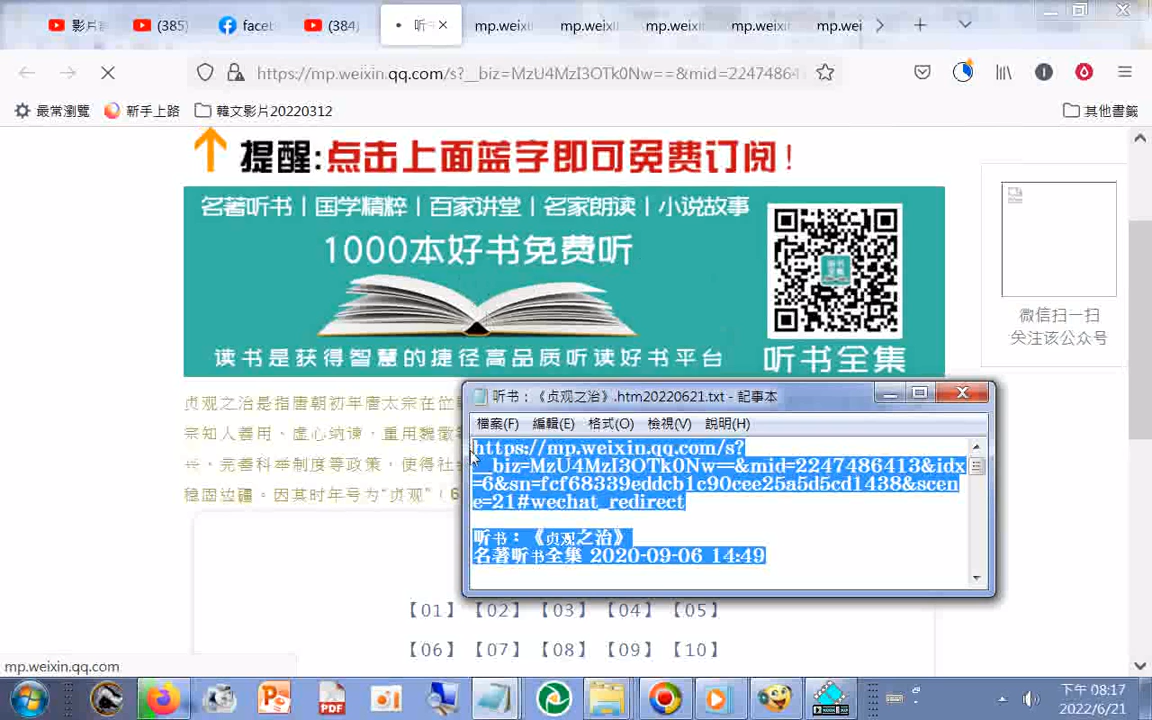 影片
(385)
facet
(384)
听
mp.weixi
mp.weixi
mp.weixi
mp.weixi
mp.wei
https://mp.weixin.qq.com/s?__biz=MzU4MzI3OTk0Nw==&mid=22474864
最常瀏覽
新手上路
韓文影片20220312
其他書籤
提醒:点击上面蓝字即可免费订阅!
名著听书 | 国学精粹 | 百家讲堂 | 名家朗读 | 小说故事
1000本好书免费听
读书是获得智慧的捷径高品质听读好书平台
听书全集
微信扫一扫
关注该公众号
贞观之治是指唐朝初年唐太宗在位
宗知人善用、虚心纳谏,重用魏徵
,完善科举制度等政策,使得社
稳固边疆。因其时年号为“贞观”(6
听书:《贞观之治》.htm20220621.txt - 記事本
檔案(F)
編輯(E)
格式(O)
檢視(V)
說明(H)
https://mp.weixin.qq.com/s?
__biz=MzU4MzI3OTk0Nw==&mid=2247486413&idx
=6&sn=fcf68339eddcb1c90cee25a5d5cd1438&scen
e=21#wechat_redirect
听书:《贞观之治》
名著听书全集 2020-09-06 14:49
【01】【02】【03】【04】【05】
【06】【07】【08】【09】【10】
mp.weixin.qq.com
下午 08:17
2022/6/21